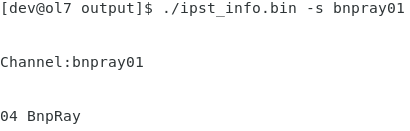 [dev@ol7 output]$ ./ipst_info.bin -s bnpray01
Channel:bnpray01
04 BnpRay